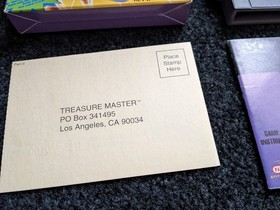 Place
Stamp
Here
TREASURE MASTER™
PO Box 341495
Los Angeles, CA 90034